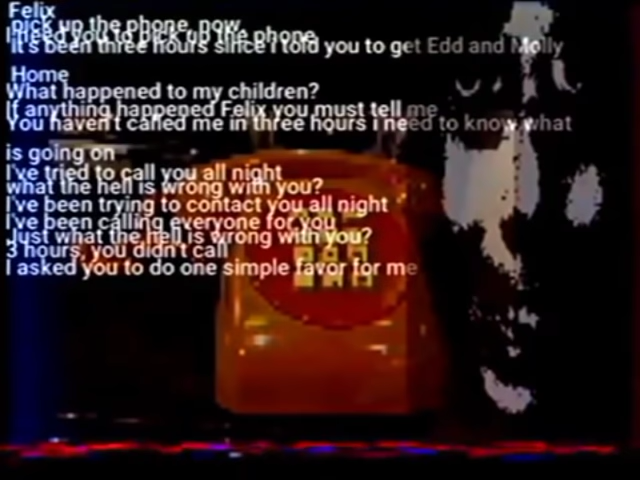 Felix
pick up the phone, now
I need you to pick up the phone
It's been three hours since I told you to get Edd and Molly
Home
What happened to my children?
If anything happened Felix you must tell me
You haven't called me in three hours I need to know what
is going on
I've tried to call you all night
what the hell is wrong with you?
I've been trying to contact you all night
I've been calling everyone for you
Just what the hell is wrong with you?
3 hours, you didn't call
I asked you to do one simple favor for me